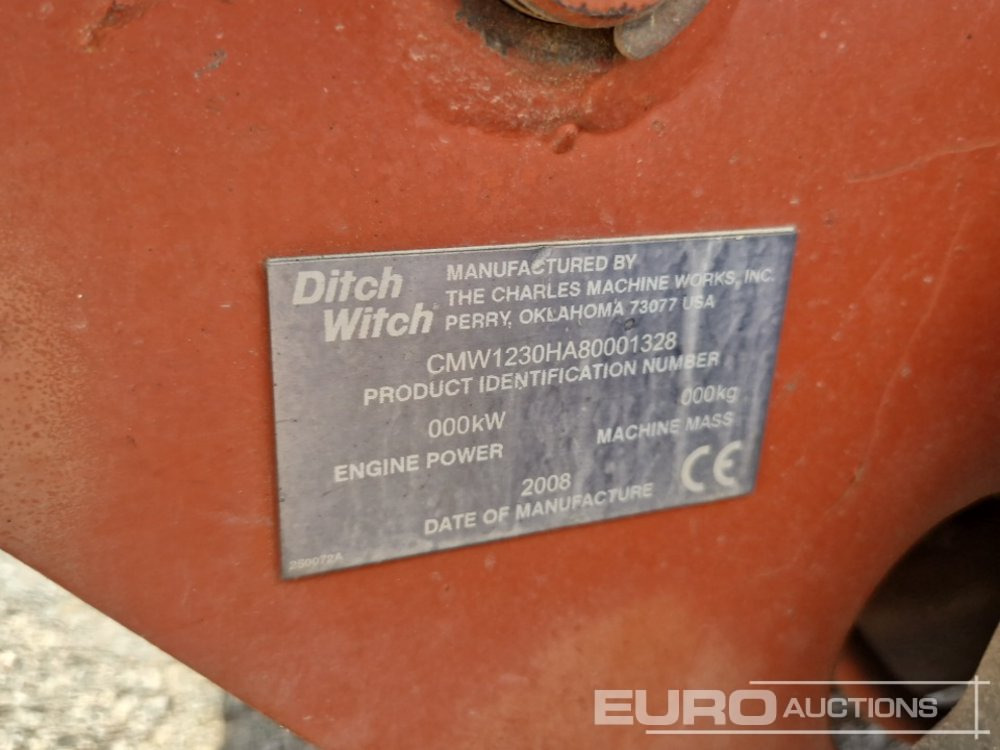 Ditch
Witch®
MANUFACTURED BY
THE CHARLES MACHINE WORKS, INC.
PERRY, OKLAHOMA 73077 USA
CMW1230HA80001328
PRODUCT IDENTIFICATION NUMBER
000kW
ENGINE POWER
000kg
MACHINE MASS
2008
DATE OF MANUFACTURE
CE
250072A
EURO AUCTIONS